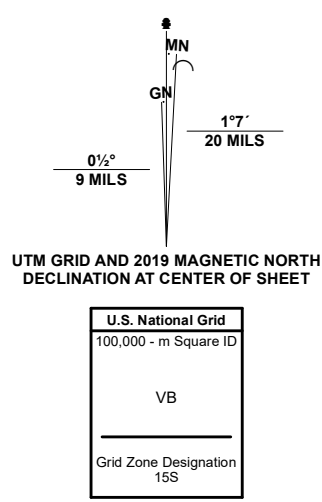 MN
GN
1°7´
20 MILS
0½°
9 MILS
UTM GRID AND 2019 MAGNETIC NORTH
DECLINATION AT CENTER OF SHEET
U.S. National Grid
100,000 - m Square ID
VB
Grid Zone Designation
15S